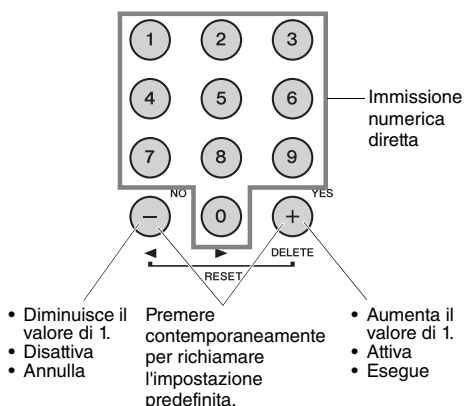 1 2 3
4 5 6
Immissione
numerica
diretta
7 8 9
NO YES
− 0 +
◄ ► DELETE
RESET
• Diminuisce il
valore di 1.
• Disattiva
• Annulla
Premere
contemporaneamente
per richiamare
l'impostazione
predefinita.
• Aumenta il
valore di 1.
• Attiva
• Esegue